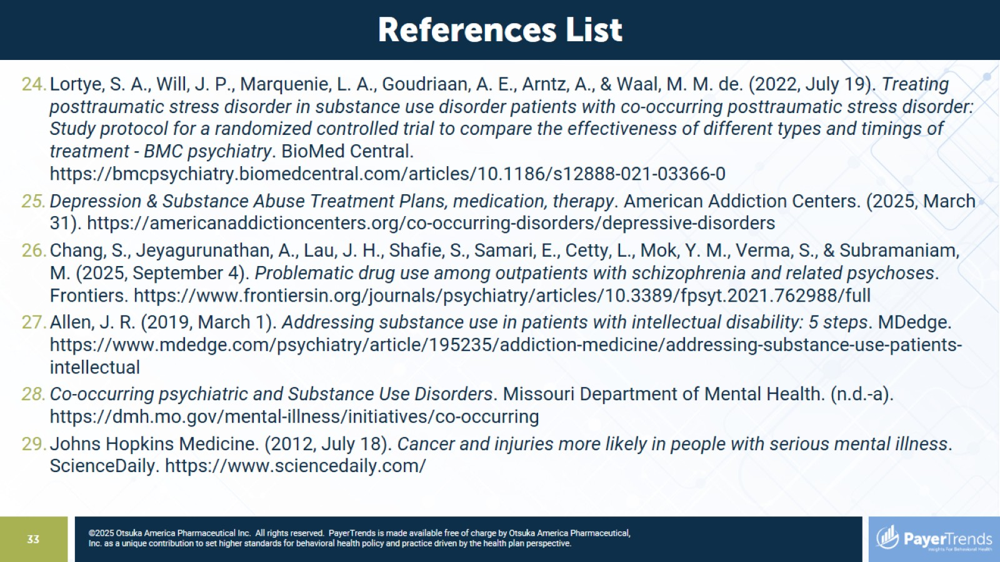 References List
24. Lortye, S. A., Will, J. P., Marquenie, L. A., Goudriaan, A. E., Arntz, A., & Waal, M. M. de. (2022, July 19). Treating
posttraumatic stress disorder in substance use disorder patients with co-occurring posttraumatic stress disorder:
Study protocol for a randomized controlled trial to compare the effectiveness of different types and timings of
treatment - BMC psychiatry. BioMed Central.
https://bmcpsychiatry.biomedcentral.com/articles/10.1186/s12888-021-03366-0
25. Depression & Substance Abuse Treatment Plans, medication, therapy. American Addiction Centers. (2025, March
31). https://americanaddictioncenters.org/co-occurring-disorders/depressive-disorders
26. Chang, S., Jeyagurunathan, A., Lau, J. H., Shafie, S., Samari, E., Cetty, L., Mok, Y. M., Verma, S., & Subramaniam,
M. (2025, September 4). Problematic drug use among outpatients with schizophrenia and related psychoses.
Frontiers. https://www.frontiersin.org/journals/psychiatry/articles/10.3389/fpsyt.2021.762988/full
27. Allen, J. R. (2019, March 1). Addressing substance use in patients with intellectual disability: 5 steps. MDedge.
https://www.mdedge.com/psychiatry/article/195235/addiction-medicine/addressing-substance-use-patients-
intellectual
28. Co-occurring psychiatric and Substance Use Disorders. Missouri Department of Mental Health. (n.d.-a).
https://dmh.mo.gov/mental-illness/initiatives/co-occurring
29. Johns Hopkins Medicine. (2012, July 18). Cancer and injuries more likely in people with serious mental illness.
ScienceDaily. https://www.sciencedaily.com/
33
©2025 Otsuka America Pharmaceutical Inc. All rights reserved. PayerTrends is made available free of charge by Otsuka America Pharmaceutical,
Inc. as a unique contribution to set higher standards for behavioral health policy and practice driven by the health plan perspective.
PayerTrends
Insights For Behavioral Health